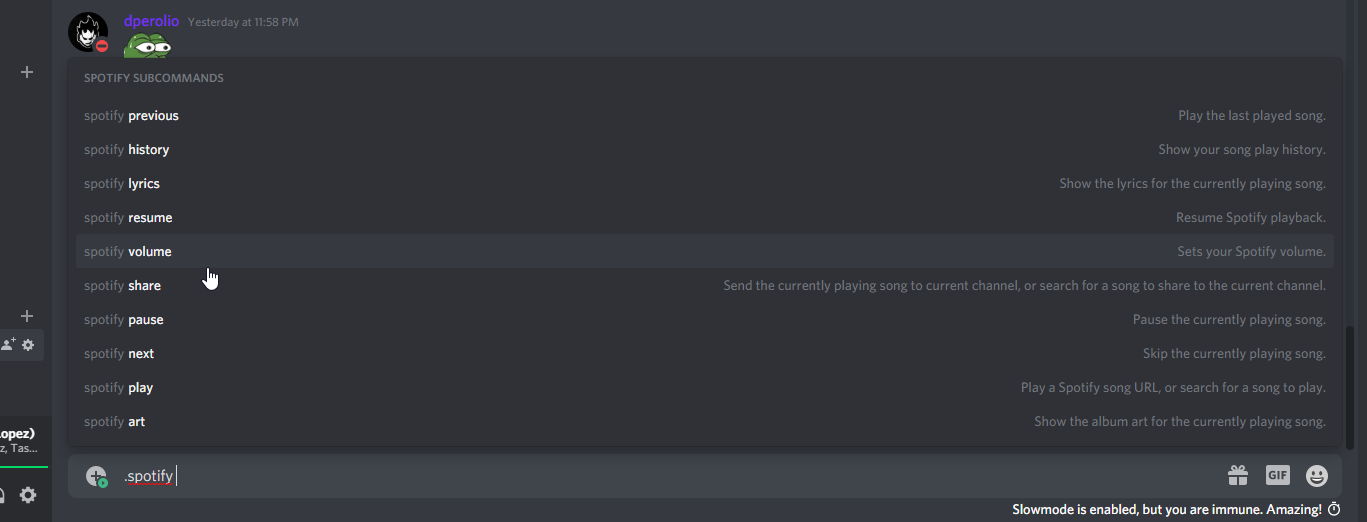 dperolio Yesterday at 11:58 PM
SPOTIFY SUBCOMMANDS
spotify previous Play the last played song.
spotify history Show your song play history.
spotify lyrics Show the lyrics for the currently playing song.
spotify resume Resume Spotify playback.
spotify volume Sets your Spotify volume.
spotify share Send the currently playing song to current channel, or search for a song to share to the current channel.
spotify pause Pause the currently playing song.
spotify next Skip the currently playing song.
spotify play Play a Spotify song URL, or search for a song to play.
spotify art Show the album art for the currently playing song.
opez)
z, Tas...
.spotify GIF
Slowmode is enabled, but you are immune. Amazing!